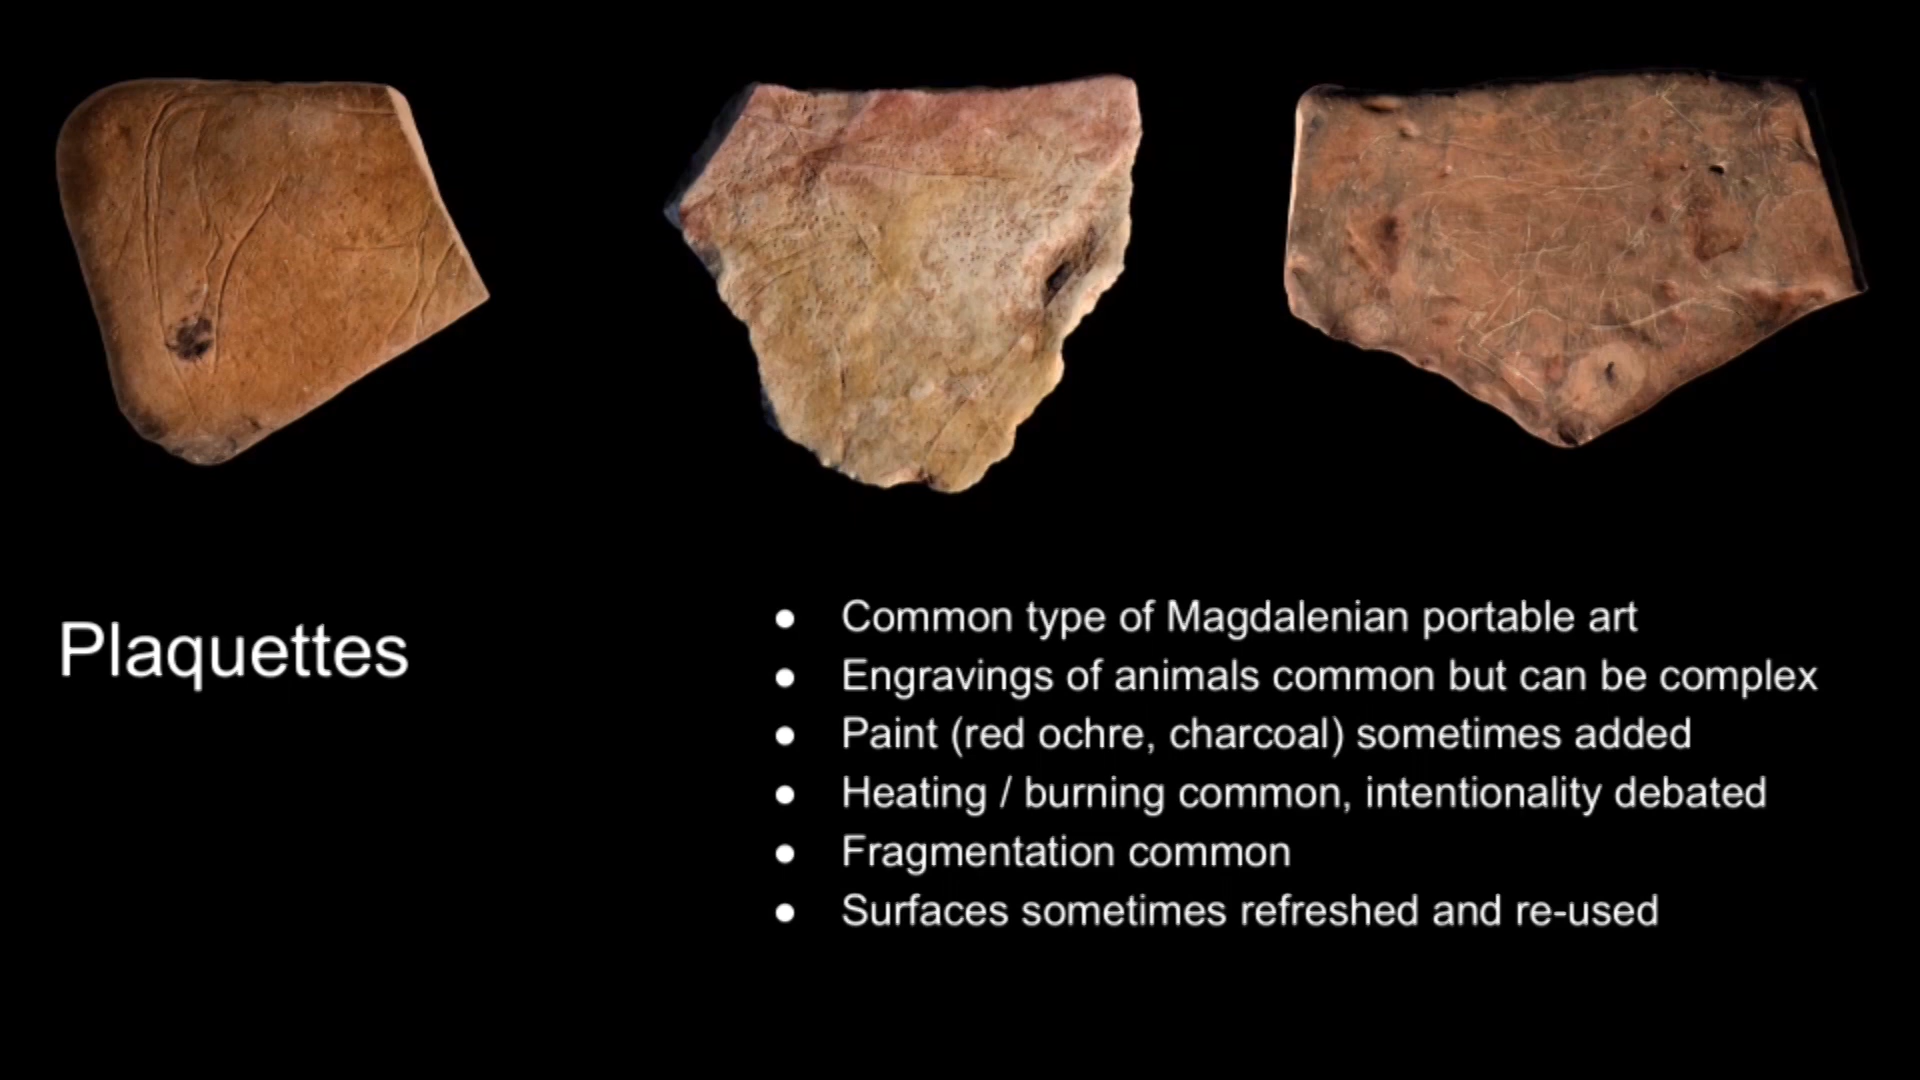 Plaquettes
● Common type of Magdalenian portable art
● Engravings of animals common but can be complex
● Paint (red ochre, charcoal) sometimes added
● Heating / burning common, intentionality debated
● Fragmentation common
● Surfaces sometimes refreshed and re-used